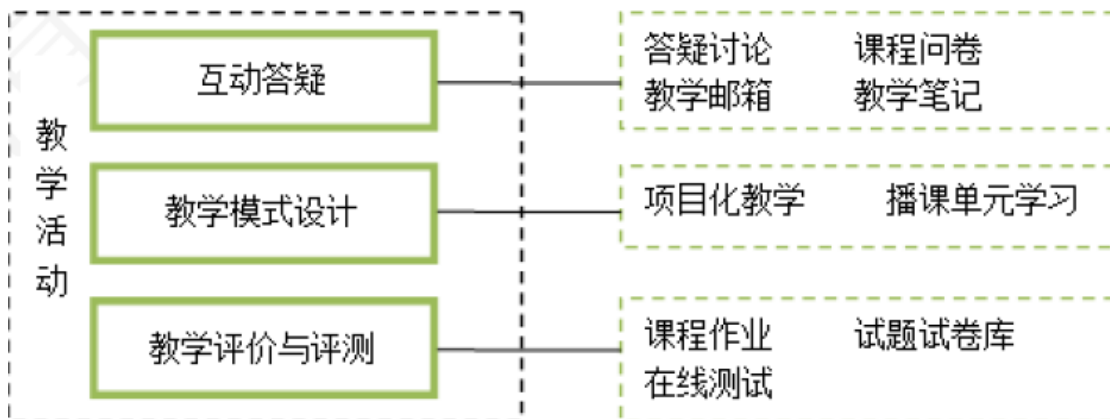 教学活动
互动答疑
答疑讨论 课程问卷
教学邮箱 教学笔记
教学模式设计
项目化教学 播课单元学习
教学评价与评测
课程作业 试题试卷库
在线测试